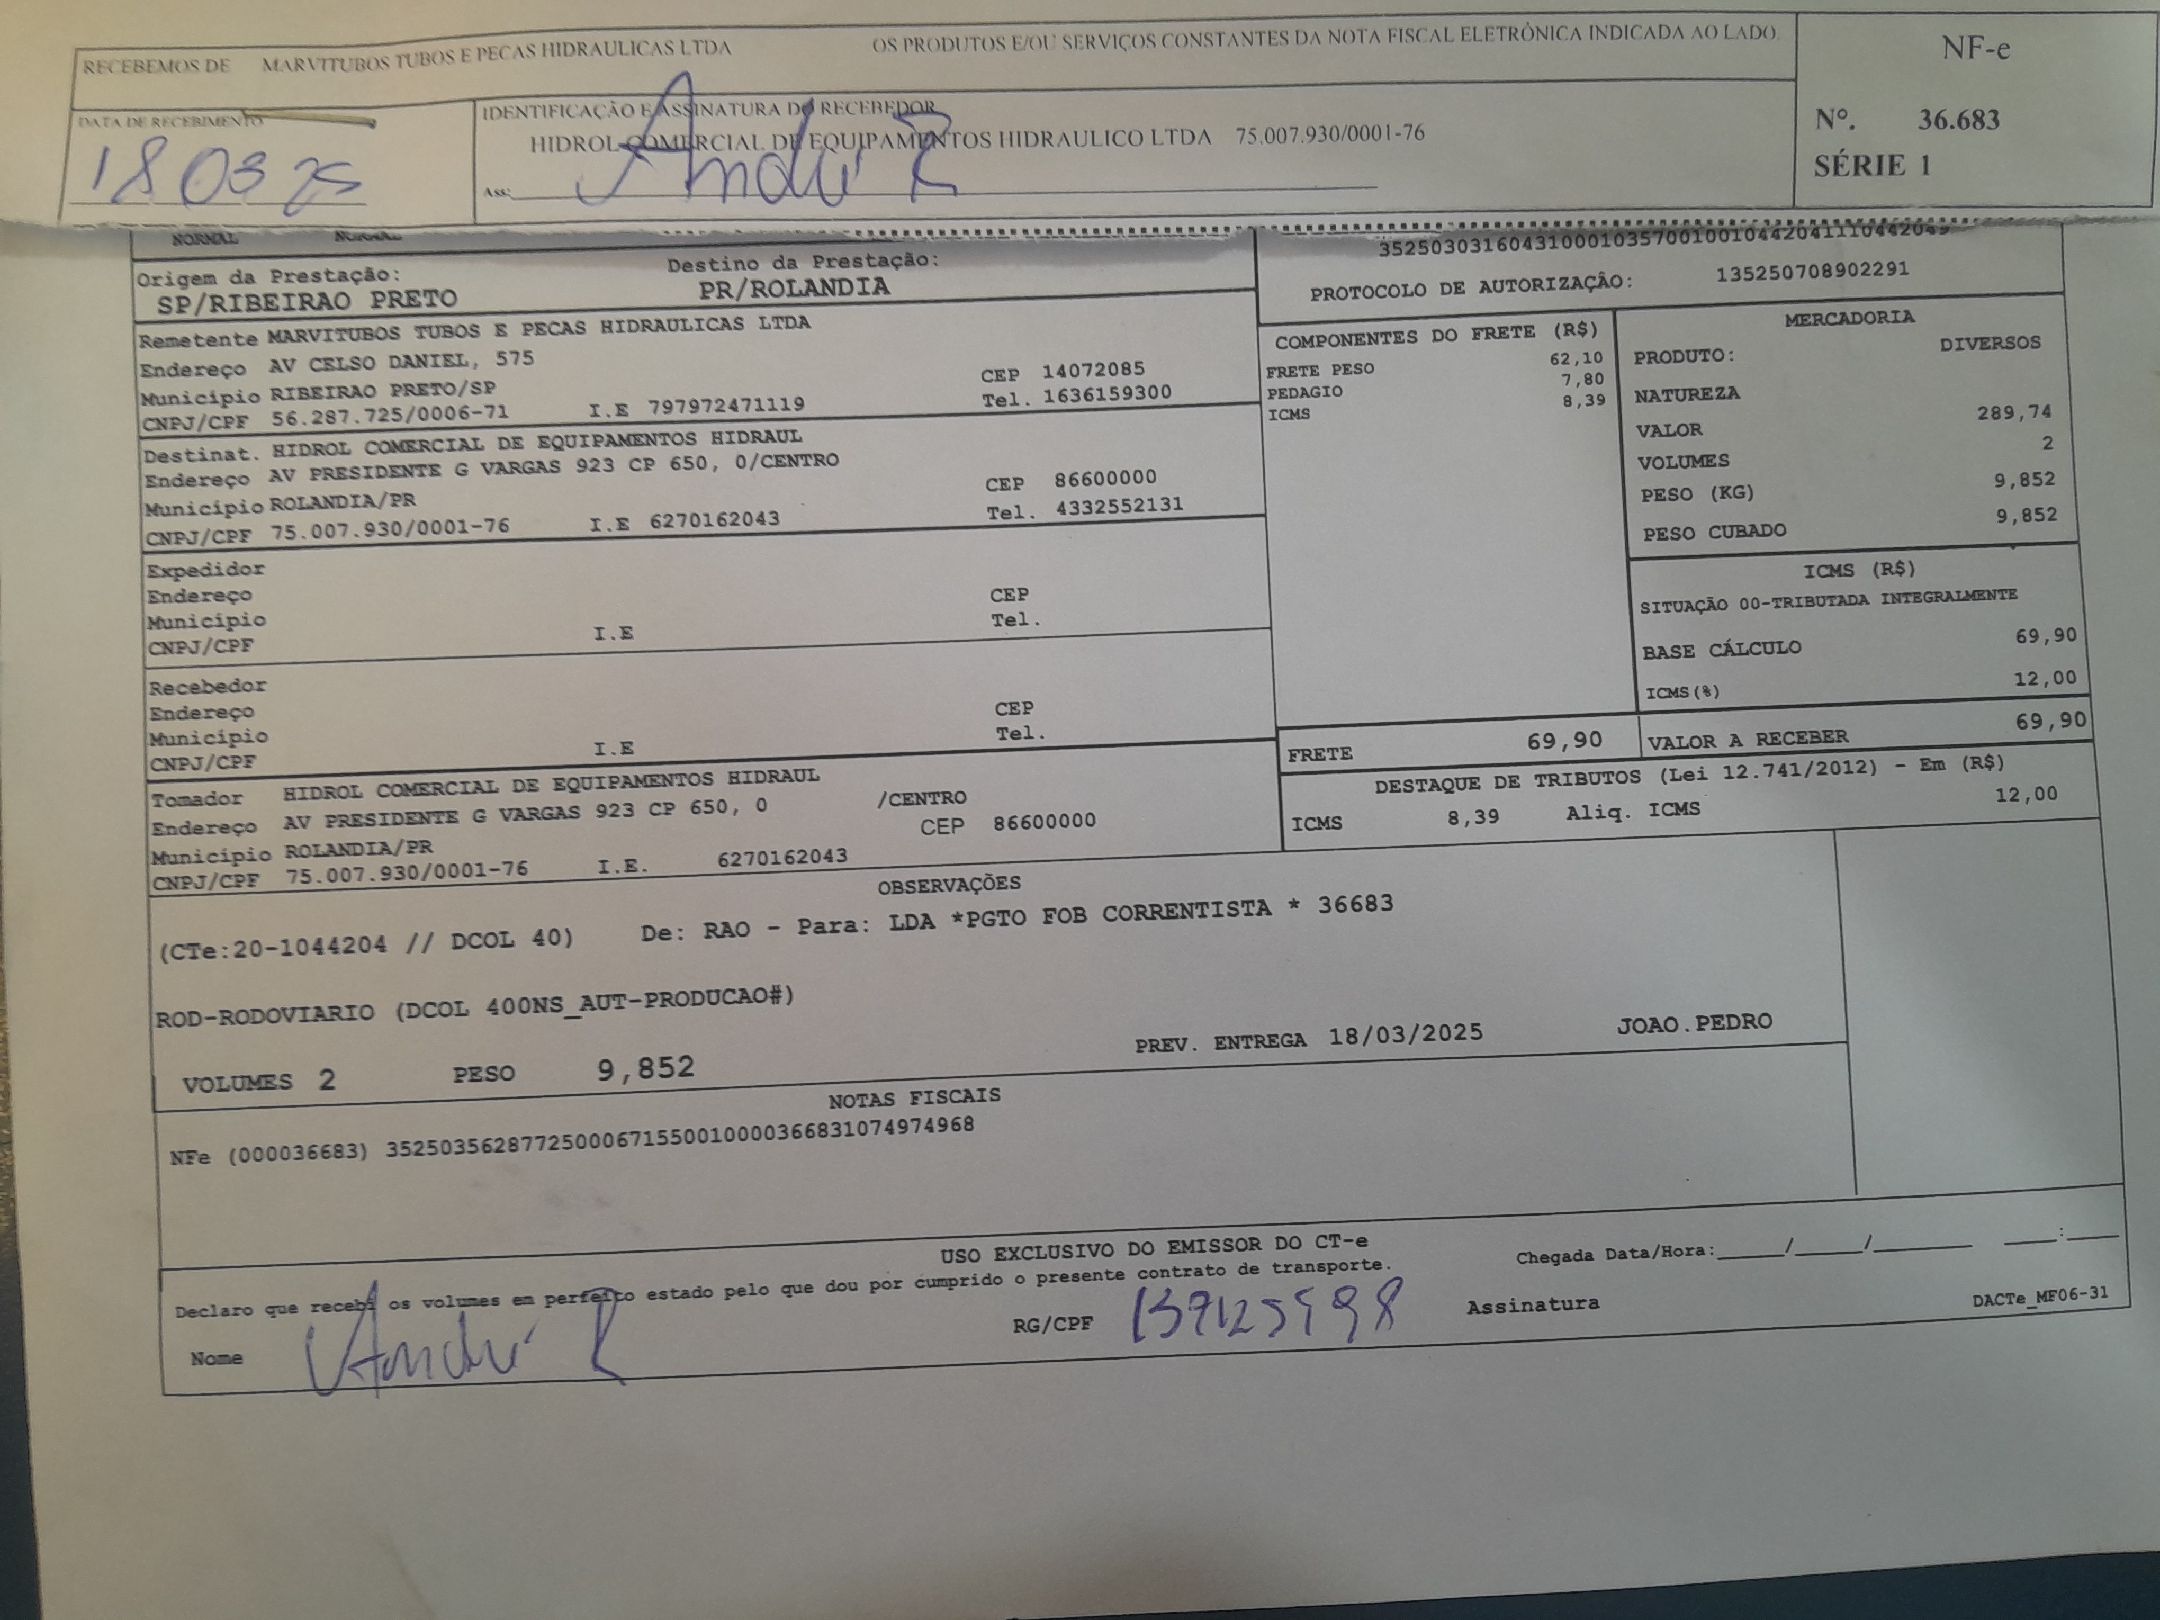 RECEBEMOS DE MARVITUBOS TUBOS E PECAS HIDRAULICAS LTDA OS PRODUTOS E/OU SERVIÇOS CONSTANTES DA NOTA FISCAL ELETRÔNICA INDICADA AO LADO.
NF-e
DATA DE RECEBIMENTO
18 03 25
IDENTIFICAÇÃO E ASSINATURA DO RECEBEDOR
HIDROL COMERCIAL DE EQUIPAMENTOS HIDRAULICO LTDA 75.007.930/0001-76
Ass: André R
Nº. 36.683
SÉRIE 1
NORMAL NORMAL
35250303160431000103570010010442041110442049
Origem da Prestação: Destino da Prestação:
SP/RIBEIRAO PRETO PR/ROLANDIA
PROTOCOLO DE AUTORIZAÇÃO: 135250708902291
Remetente MARVITUBOS TUBOS E PECAS HIDRAULICAS LTDA
Endereço AV CELSO DANIEL, 575
Município RIBEIRAO PRETO/SP CEP 14072085
CNPJ/CPF 56.287.725/0006-71 I.E 797972471119 Tel. 1636159300
Destinat. HIDROL COMERCIAL DE EQUIPAMENTOS HIDRAUL
Endereço AV PRESIDENTE G VARGAS 923 CP 650, 0/CENTRO
Município ROLANDIA/PR CEP 86600000
CNPJ/CPF 75.007.930/0001-76 I.E 6270162043 Tel. 4332552131
Expedidor
Endereço CEP
Município Tel.
CNPJ/CPF I.E
Recebedor
Endereço CEP
Município Tel.
CNPJ/CPF I.E
Tomador HIDROL COMERCIAL DE EQUIPAMENTOS HIDRAUL
Endereço AV PRESIDENTE G VARGAS 923 CP 650, 0 /CENTRO
Município ROLANDIA/PR CEP 86600000
CNPJ/CPF 75.007.930/0001-76 I.E. 6270162043
COMPONENTES DO FRETE (R$)
FRETE PESO 62,10
PEDAGIO 7,80
ICMS 8,39
MERCADORIA
PRODUTO: DIVERSOS
NATUREZA
VALOR 289,74
VOLUMES 2
PESO (KG) 9,852
PESO CUBADO 9,852
ICMS (R$)
SITUAÇÃO 00-TRIBUTADA INTEGRALMENTE
BASE CÁLCULO 69,90
ICMS(%) 12,00
FRETE 69,90 VALOR A RECEBER 69,90
DESTAQUE DE TRIBUTOS (Lei 12.741/2012) - Em (R$)
ICMS 8,39 Aliq. ICMS 12,00
OBSERVAÇÕES
(CTe:20-1044204 // DCOL 40) De: RAO - Para: LDA *PGTO FOB CORRENTISTA * 36683
ROD-RODOVIARIO (DCOL 400NS_AUT-PRODUCAO#)
VOLUMES 2 PESO 9,852 PREV. ENTREGA 18/03/2025 JOAO.PEDRO
NOTAS FISCAIS
NFe (000036683) 35250356287725000671550010000366831074974968
USO EXCLUSIVO DO EMISSOR DO CT-e
Declaro que recebi os volumes em perfeito estado pelo que dou por cumprido o presente contrato de transporte. Chegada Data/Hora:_____/_____/_______ ____:____
Nome André R RG/CPF Assinatura DACTe_MF06-31